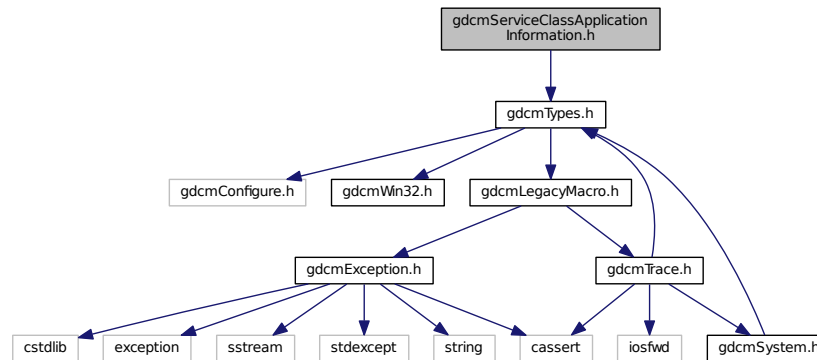 gdcmServiceClassApplication
Information.h
gdcmTypes.h
gdcmConfigure.h
gdcmWin32.h
gdcmLegacyMacro.h
gdcmException.h
gdcmTrace.h
cstdlib
exception
sstream
stdexcept
string
cassert
iosfwd
gdcmSystem.h